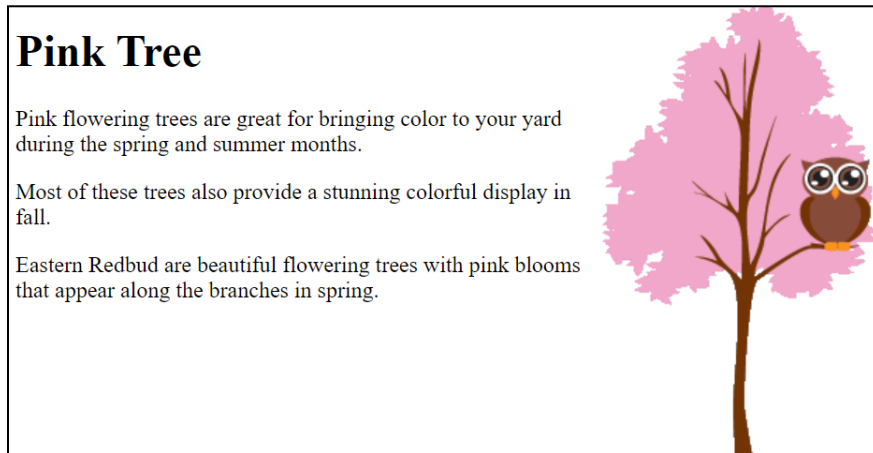 Pink Tree
Pink flowering trees are great for bringing color to your yard
during the spring and summer months.
Most of these trees also provide a stunning colorful display in
fall.
Eastern Redbud are beautiful flowering trees with pink blooms
that appear along the branches in spring.